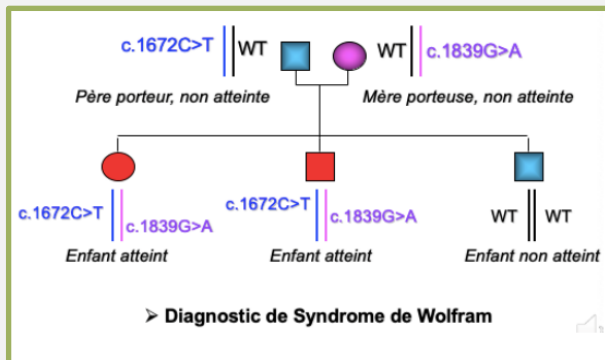 c.1672C>T WT WT c.1839G>A
Père porteur, non atteinte Mère porteuse, non atteinte
c.1672C>T c.1839G>A c.1672C>T c.1839G>A WT WT
Enfant atteint Enfant atteint Enfant non atteint
➢ Diagnostic de Syndrome de Wolfram